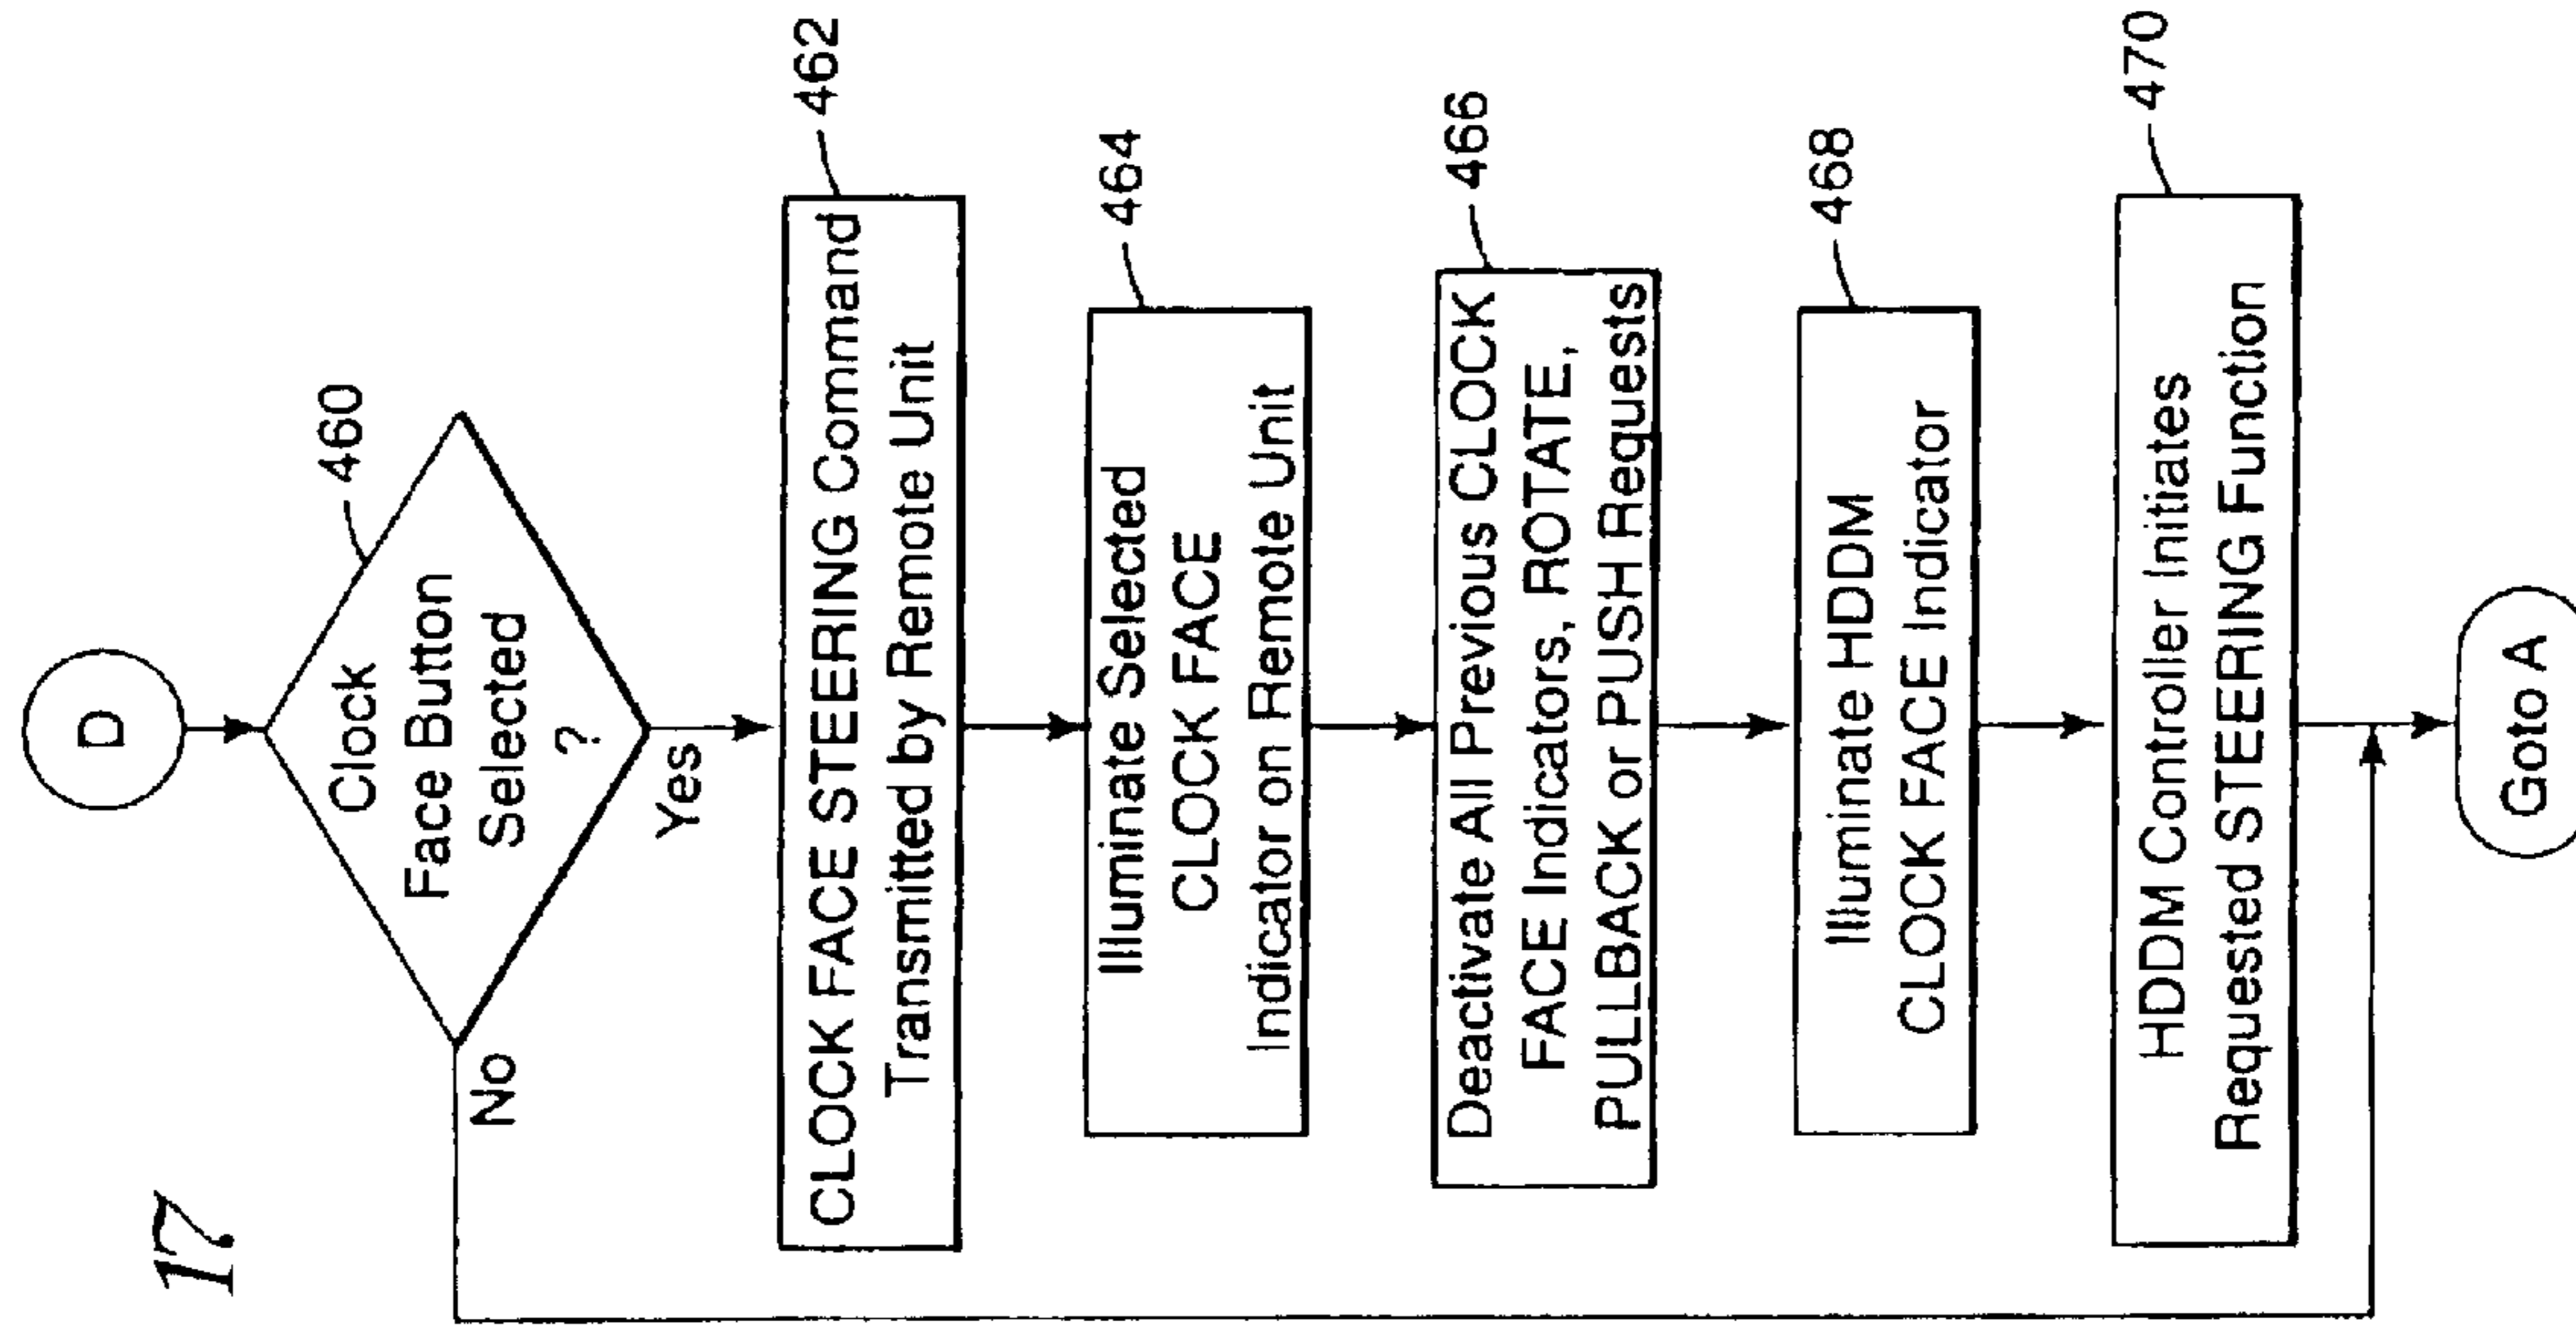 17
D
460
Clock
Face Button
Selected
?
Yes
No
462
CLOCK FACE STEERING Command
Transmitted by Remote Unit
464
Illuminate Selected
CLOCK FACE
Indicator on Remote Unit
466
Deactivate All Previous CLOCK
FACE Indicators, ROTATE,
PULLBACK or PUSH Requests
468
Illuminate HDDM
CLOCK FACE Indicator
470
HDDM Controller Initiates
Requested STEERING Function
Goto A